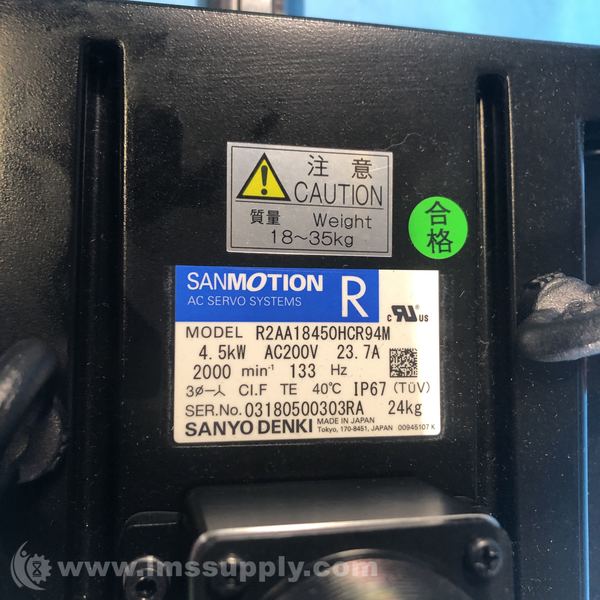 注意
CAUTION
質量 Weight
18~35kg
合格
SANMOTION
AC SERVO SYSTEMS
R
c RU US
MODEL R2AA18450HCR94M
4.5kW AC200V 23.7A
2000 min⁻¹ 133 Hz
3ø-人 CI.F TE 40℃ IP67 (TÜV)
SER.No.03180500303RA 24kg
SANYO DENKI MADE IN JAPAN
Tokyo, 170-8451, JAPAN 00945107K
www.imssupply.com